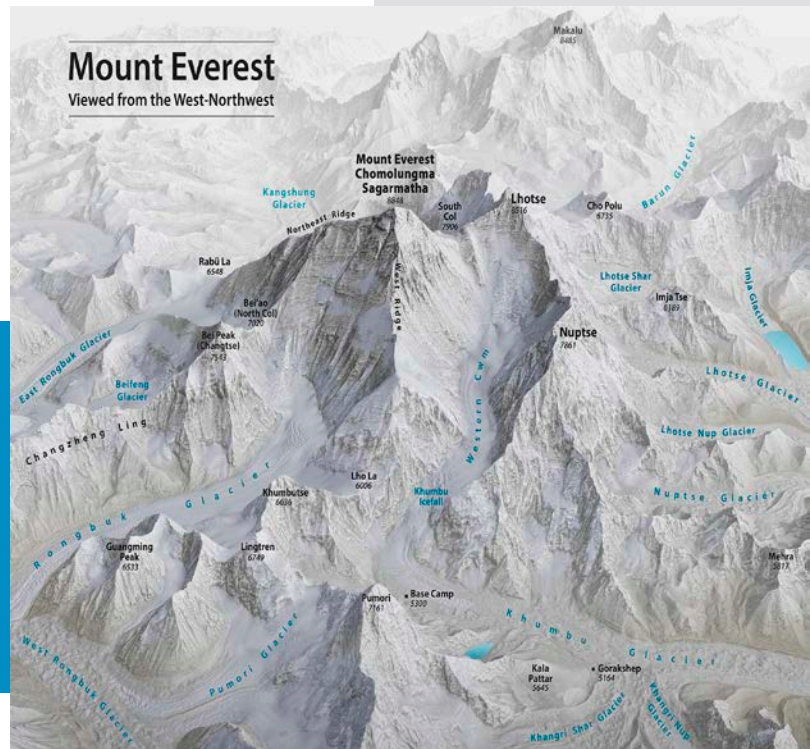 Mount Everest
Viewed from the West-Northwest
Makalu
8485
Barun Glacier
Mount Everest
Chomolungma
Sagarmatha
8848
Kangshung
Glacier
Northeast Ridge
South
Col
7906
Lhotse
8516
Cho Polu
6735
Rabü La
6548
West Ridge
Lhotse Shar
Glacier
Imja Tse
6189
Imja Glacier
Bei'ao
(North Col)
7020
Bei Peak
(Changtse)
7543
Nuptse
7861
East Rongbuk Glacier
Beifeng
Glacier
Western Cwm
Lhotse Glacier
Changzheng Ling
Lhotse Nup Glacier
Rongbuk Glacier
Lho La
6006
Khumbutse
6636
Khumbu
Icefall
Nuptse Glacier
Guangming
Peak
6533
Lingtren
6749
Mehra
5817
Pumori
7161
Base Camp
5300
Khumbu Glacier
West Rongbuk Glacier
Pumori Glacier
Kala
Pattar
5645
Gorakshep
5164
Khangri Shar Glacier
Khangri Nup
Glacier